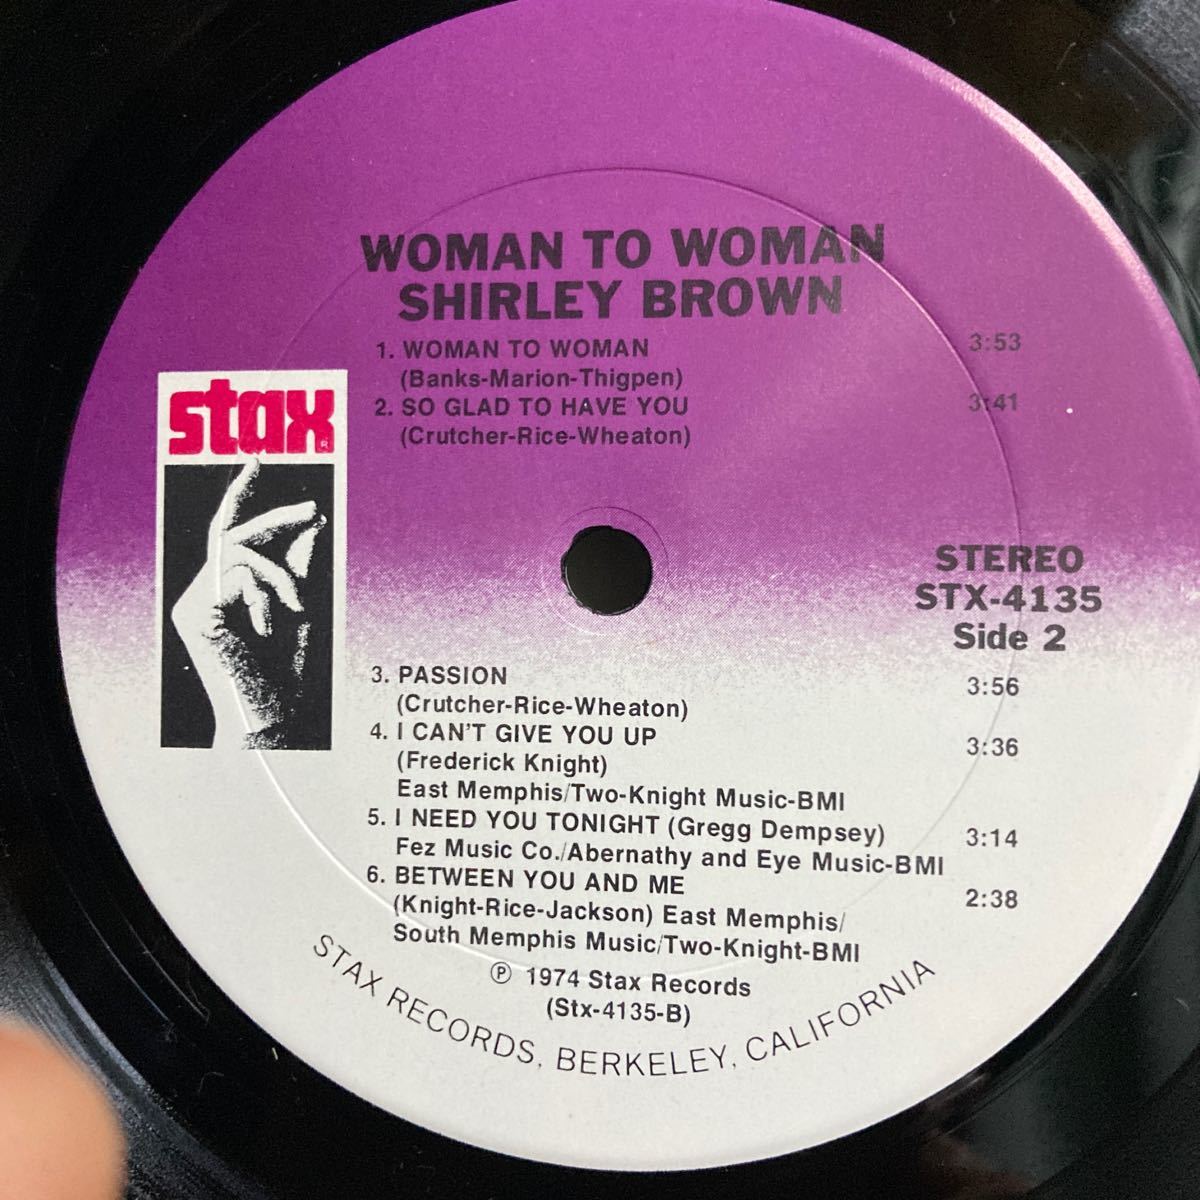 WOMAN TO WOMAN
SHIRLEY BROWN
1. WOMAN TO WOMAN 3:53
(Banks-Marion-Thigpen)
2. SO GLAD TO HAVE YOU 3:41
(Crutcher-Rice-Wheaton)
stax®
STEREO
STX-4135
Side 2
3. PASSION 3:56
(Crutcher-Rice-Wheaton)
4. I CAN'T GIVE YOU UP 3:36
(Frederick Knight)
East Memphis/Two-Knight Music-BMI
5. I NEED YOU TONIGHT (Gregg Dempsey) 3:14
Fez Music Co./Abernathy and Eye Music-BMI
6. BETWEEN YOU AND ME 2:38
(Knight-Rice-Jackson) East Memphis/
South Memphis Music/Two-Knight-BMI
℗ 1974 Stax Records
(Stx-4135-B)
STAX RECORDS, BERKELEY, CALIFORNIA